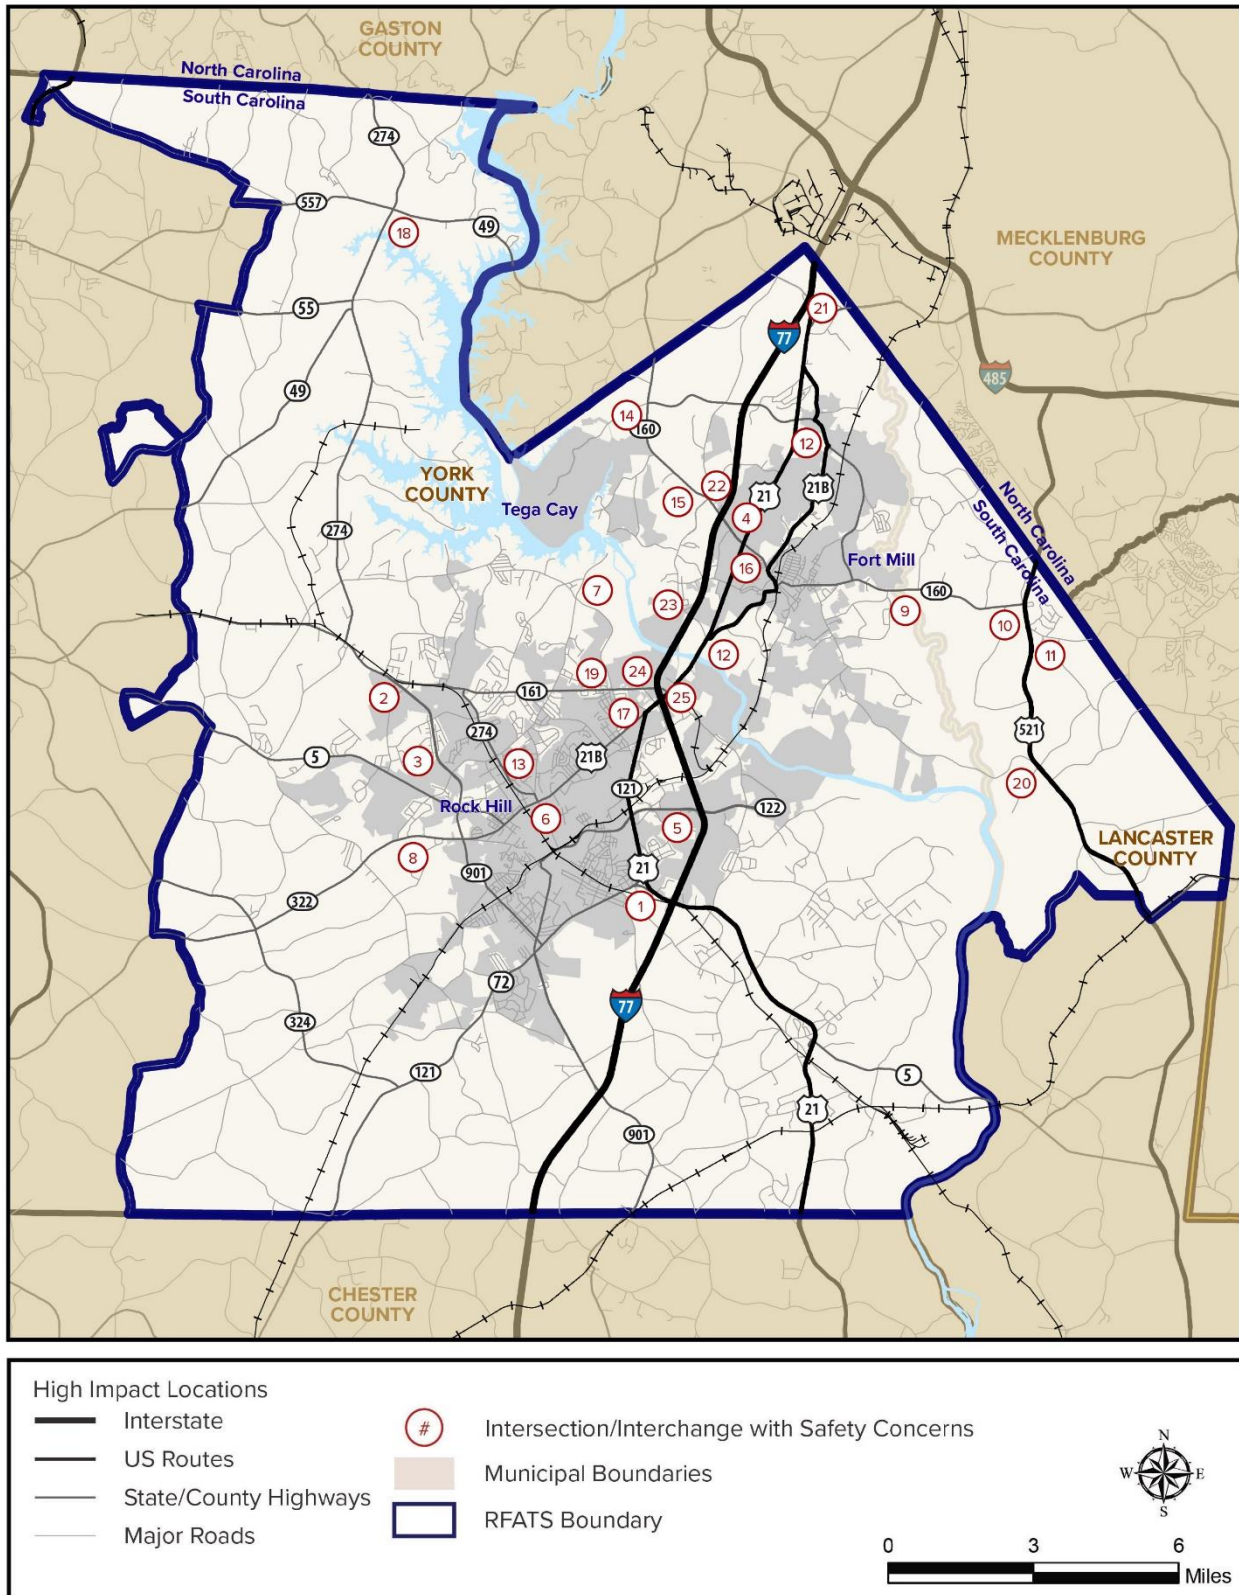 GASTON
COUNTY
North Carolina
South Carolina
274
557
49
18
MECKLENBURG
COUNTY
55
21
77
485
49
14
160
12
YORK
COUNTY
22
21
21B
15
4
Tega Cay
North Carolina
South Carolina
274
16
Fort Mill
7
23
160
9
10
12
11
19
24
2
161
25
17
274
521
5
3
13
21B
121
20
Rock Hill
122
6
5
LANCASTER
COUNTY
8
901
21
322
1
72
77
324
121
5
21
901
CHESTER
COUNTY
High Impact Locations
Interstate
US Routes
State/County Highways
Major Roads
# Intersection/Interchange with Safety Concerns
Municipal Boundaries
RFATS Boundary
N
W E
S
0 3 6
Miles